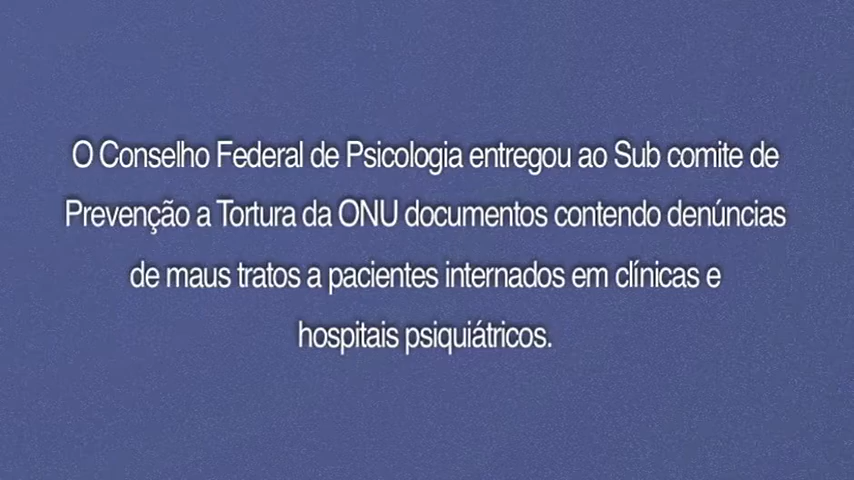 O Conselho Federal de Psicologia entregou ao Sub comite de
Prevenção a Tortura da ONU documentos contendo denúncias
de maus tratos a pacientes internados em clínicas e
hospitais psiquiátricos.